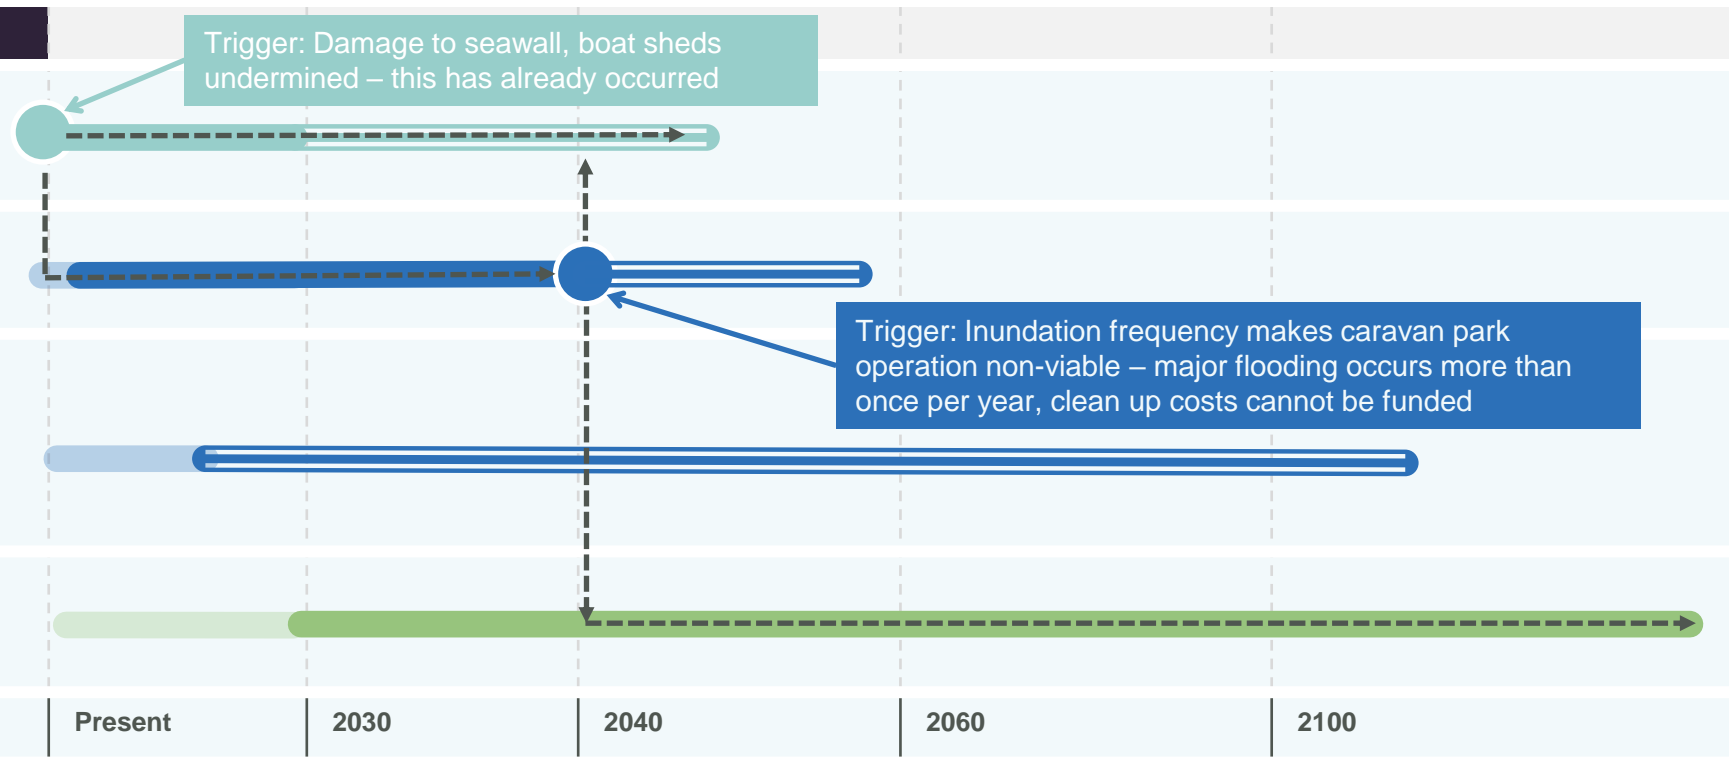 Trigger: Damage to seawall, boat sheds
undermined – this has already occurred
Trigger: Inundation frequency makes caravan park
operation non-viable – major flooding occurs more than
once per year, clean up costs cannot be funded
Present
2030
2040
2060
2100